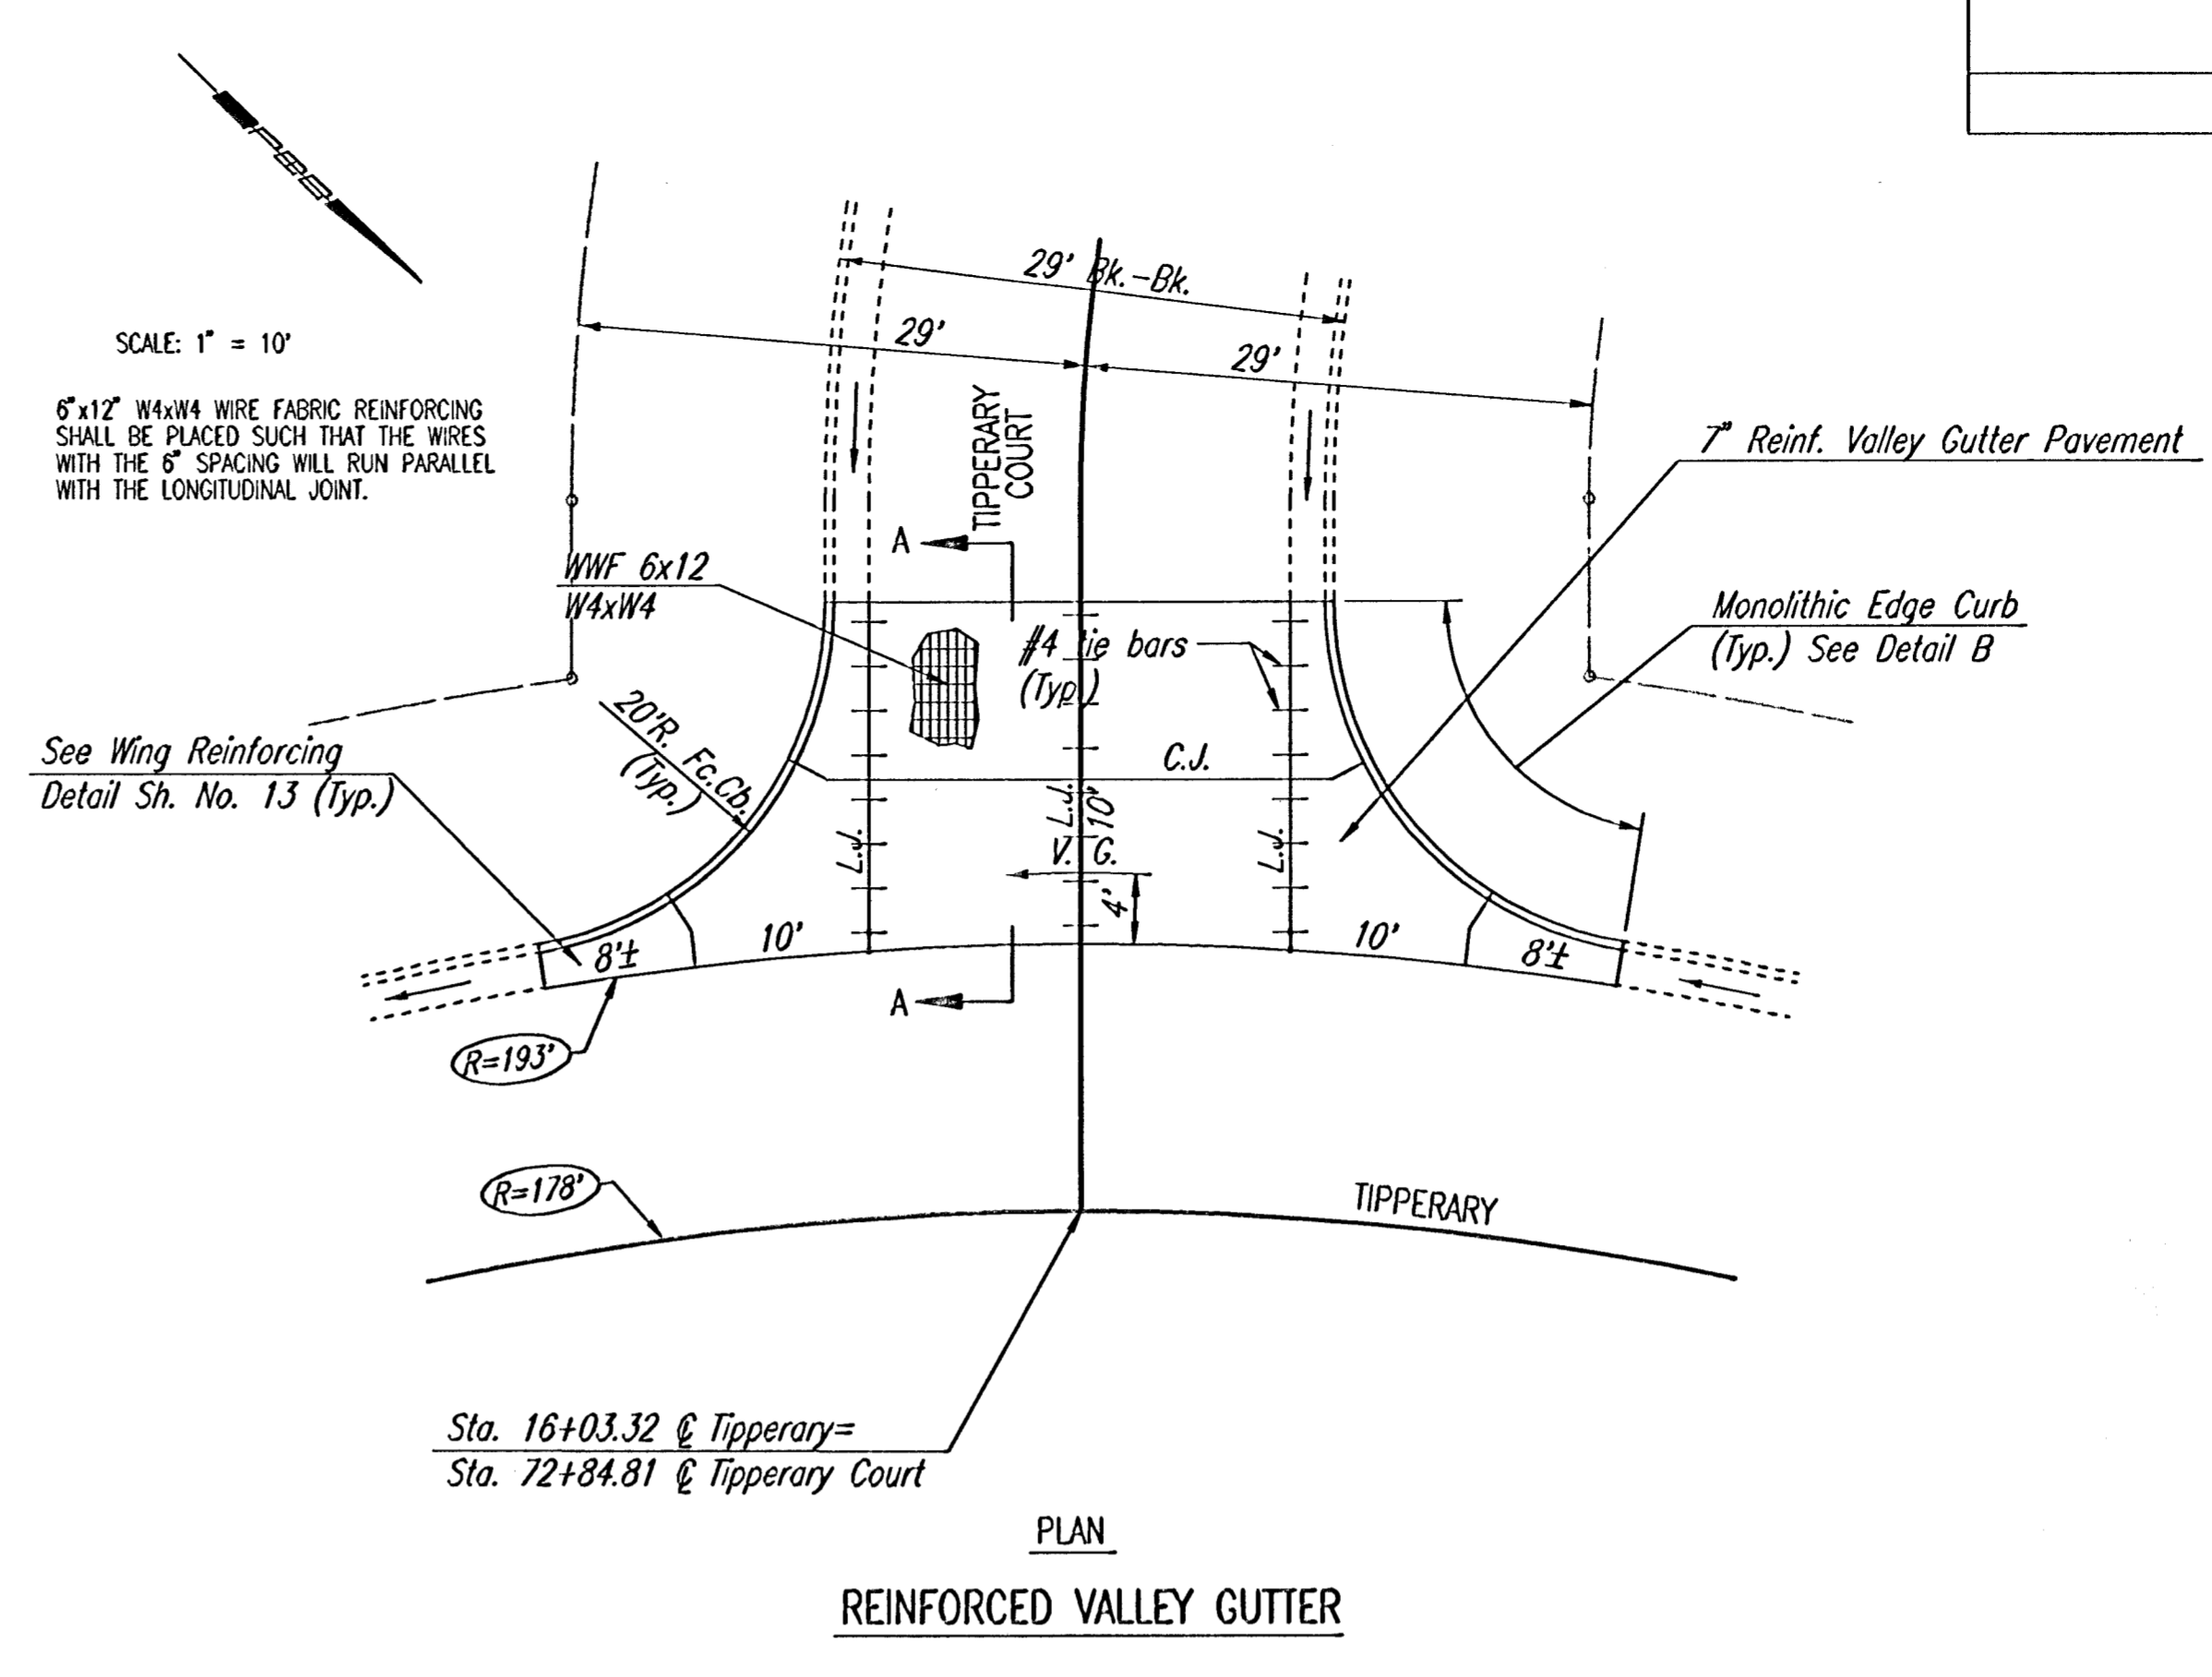 SCALE: 1" = 10'
6"x12" W4xW4 WIRE FABRIC REINFORCING
SHALL BE PLACED SUCH THAT THE WIRES
WITH THE 6" SPACING WILL RUN PARALLEL
WITH THE LONGITUDINAL JOINT.
29' Bk.-Bk.
29'
29'
TIPPERARY
COURT
7" Reinf. Valley Gutter Pavement
A
WWF 6x12
W4xW4
#4 tie bars
(Typ.)
Monolithic Edge Curb
(Typ.) See Detail B
20'R. Fc.Cb.
(Typ.)
See Wing Reinforcing
Detail Sh. No. 13 (Typ.)
C.J.
L.J.
L.J.
10'
L.J.
V. G.
4'
8'±
10'
10'
8'±
A
R=193'
R=178'
TIPPERARY
Sta. 16+03.32 ℄ Tipperary=
Sta. 72+84.81 ℄ Tipperary Court
PLAN
REINFORCED VALLEY GUTTER